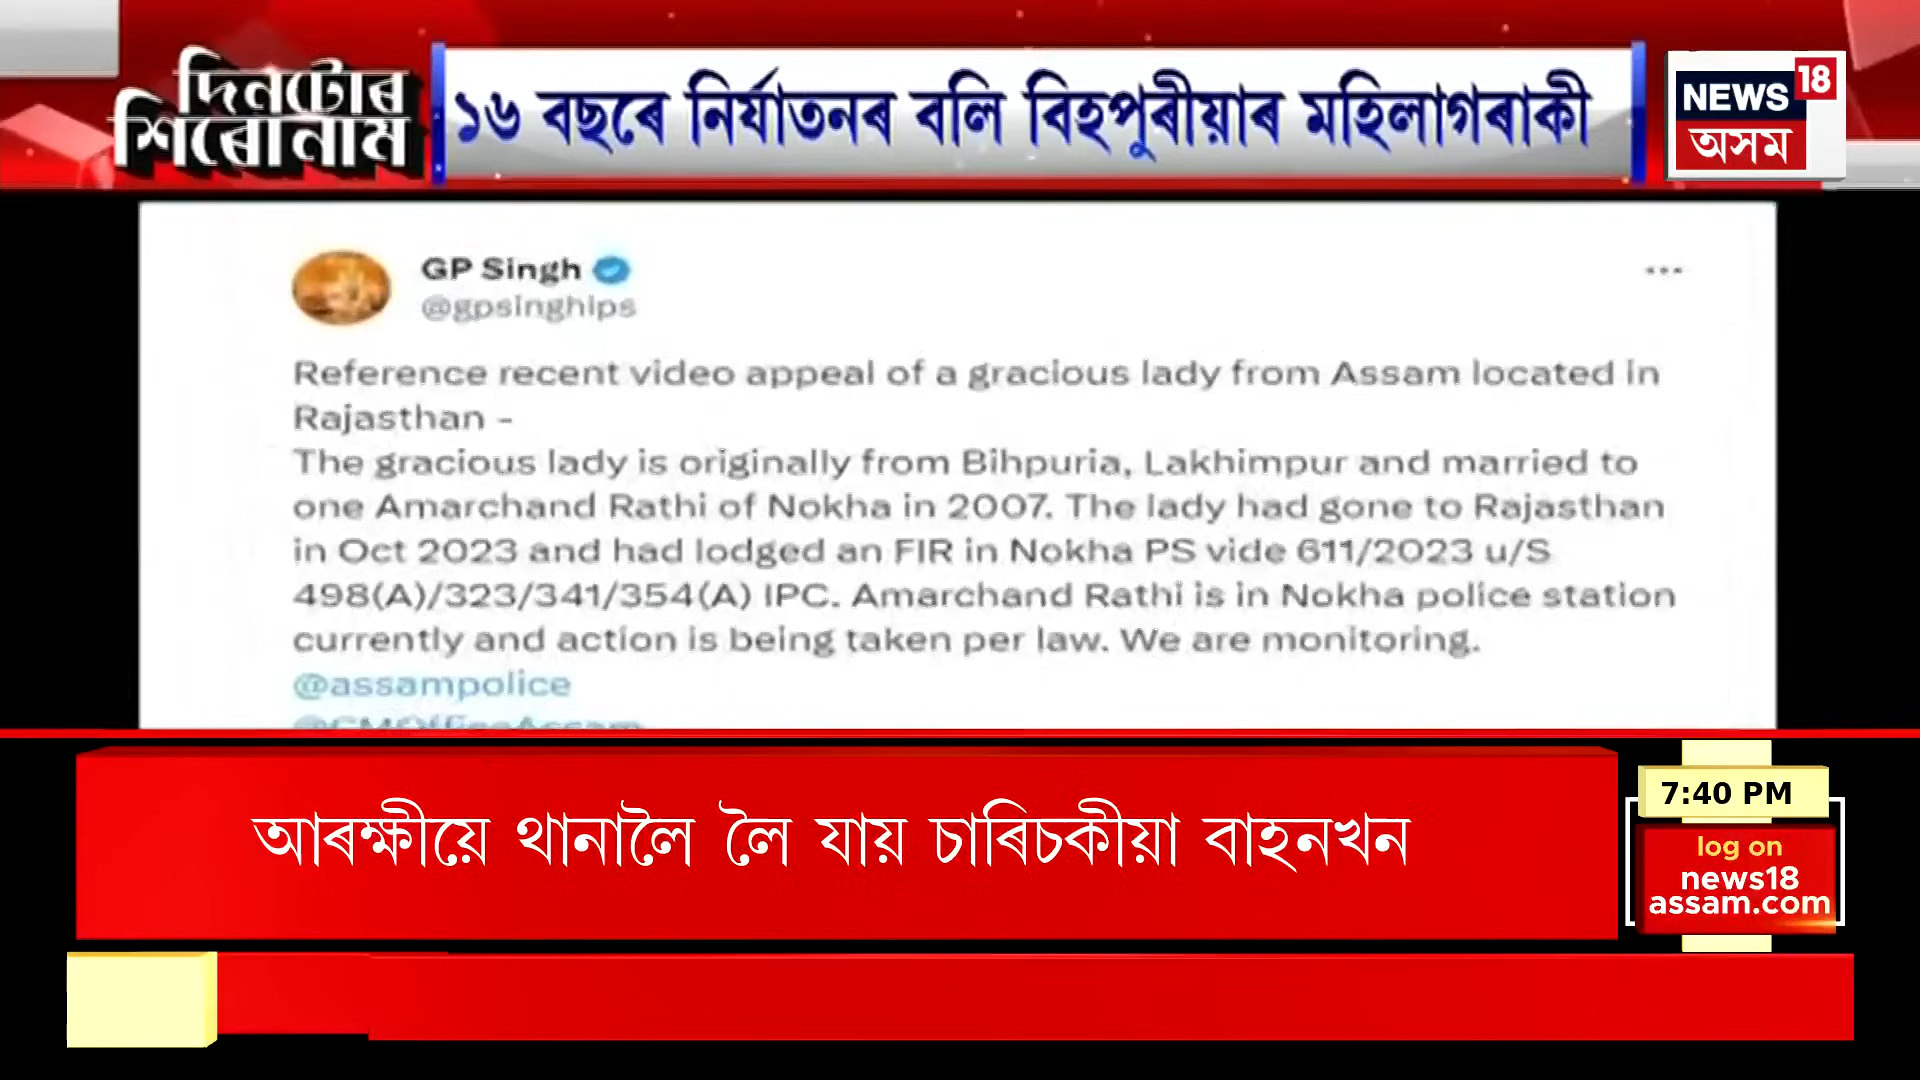 দিনটোৰ
শিৰোনাম
১৬ বছৰে নিৰ্যাতনৰ বলি বিহপুৰীয়াৰ মহিলাগৰাকী
NEWS 18
অসম
GP Singh
@gpsinghips
Reference recent video appeal of a gracious lady from Assam located in
Rajasthan -
The gracious lady is originally from Bihpuria, Lakhimpur and married to
one Amarchand Rathi of Nokha in 2007. The lady had gone to Rajasthan
in Oct 2023 and had lodged an FIR in Nokha PS vide 611/2023 u/S
498(A)/323/341/354(A) IPC. Amarchand Rathi is in Nokha police station
currently and action is being taken per law. We are monitoring.
@assampolice
@CMOfficeAssam
আৰক্ষীয়ে থানালৈ লৈ যায় চাৰিচকীয়া বাহনখন
7:40 PM
log on
news18
assam.com